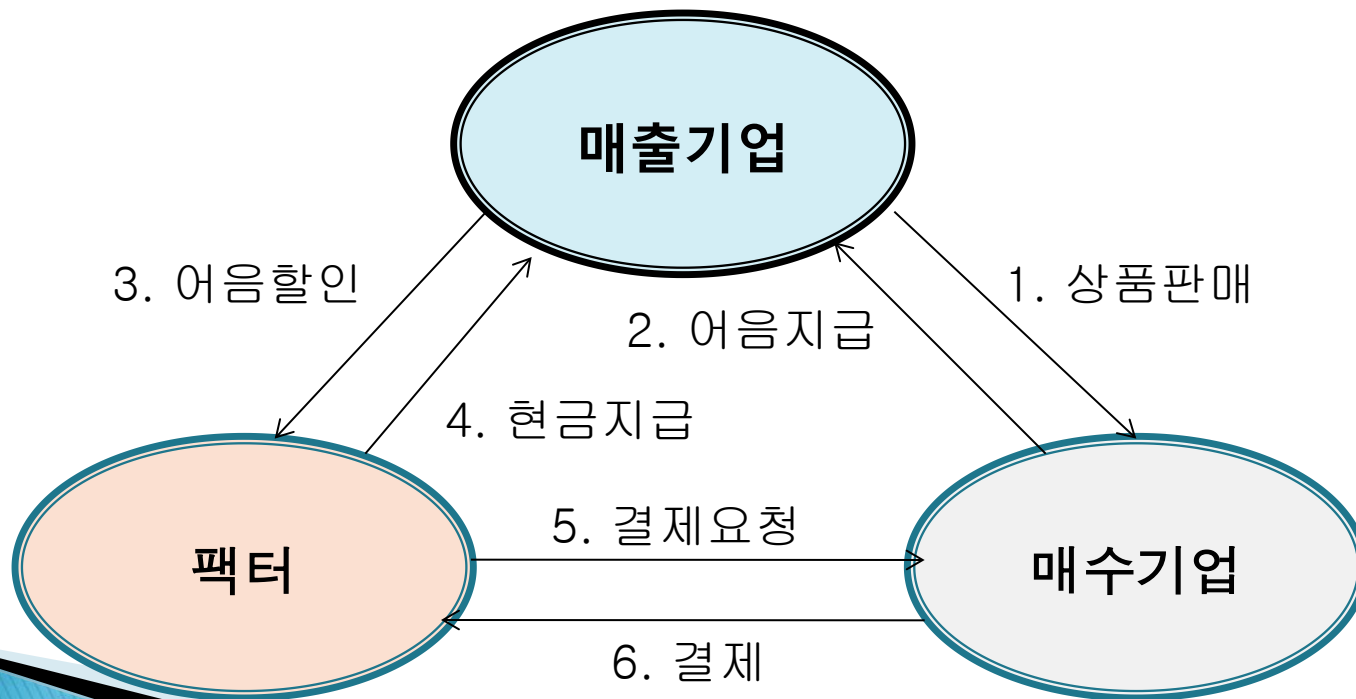 매출기업
3. 어음할인
1. 상품판매
2. 어음지급
4. 현금지급
5. 결제요청
팩터
매수기업
6. 결제